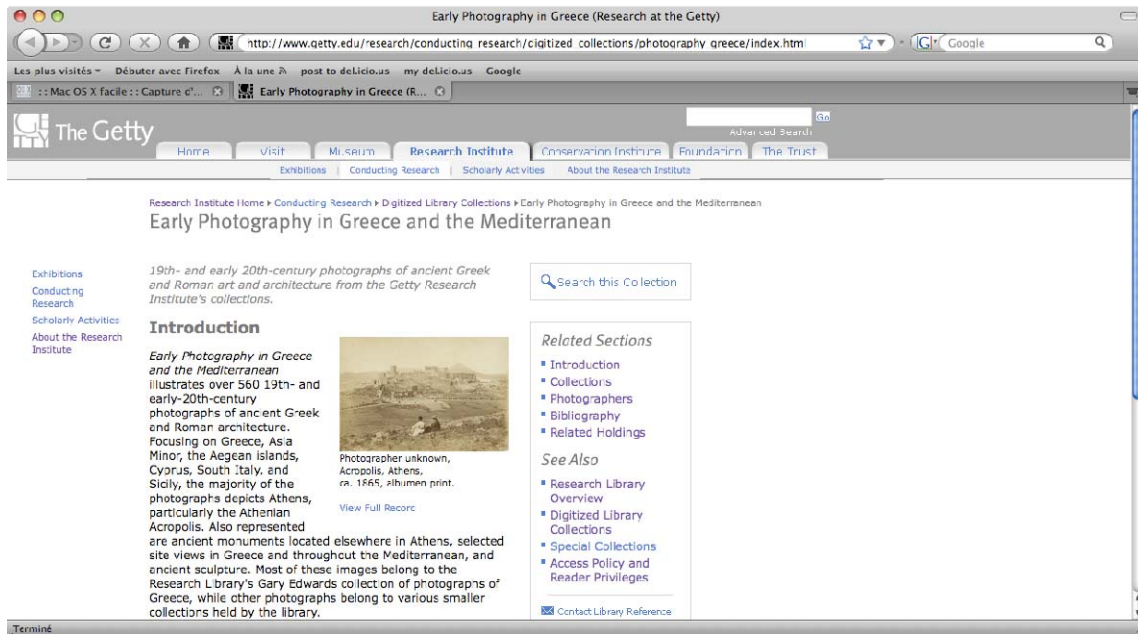 Early Photography in Greece (Research at the Getty)
http://www.getty.edu/research/conducting_research/digitized_collections/photography_greece/index.html
Google
Les plus visités
Débuter avec Firefox
À la une
post to del.icio.us
my del.icio.us
Google
:: Mac OS X facile :: Capture d'...
Early Photography in Greece (R...
The Getty
Go
Advanced Search
Home
Visit
Museum
Research Institute
Conservation Institute
Foundation
The Trust
Exhibitions | Conducting Research | Scholarly Activities | About the Research Institute
Research Institute Home ▸ Conducting Research ▸ Digitized Library Collections ▸ Early Photography in Greece and the Mediterranean
Early Photography in Greece and the Mediterranean
Exhibitions
Conducting
Research
Scholarly Activities
About the Research
Institute
19th- and early 20th-century photographs of ancient Greek
and Roman art and architecture from the Getty Research
Institute's collections.
Introduction
Early Photography in Greece
and the Mediterranean
illustrates over 560 19th- and
early-20th-century
photographs of ancient Greek
and Roman architecture.
Focusing on Greece, Asia
Minor, the Aegean islands,
Cyprus, South Italy, and
Sicily, the majority of the
photographs depicts Athens,
particularly the Athenian
Acropolis. Also represented
are ancient monuments located elsewhere in Athens, selected
site views in Greece and throughout the Mediterranean, and
ancient sculpture. Most of these images belong to the
Research Library's Gary Edwards collection of photographs of
Greece, while other photographs belong to various smaller
collections held by the library.
Photographer unknown,
Acropolis, Athens,
ca. 1865, albumen print.
View Full Record
Search this Collection
Related Sections
Introduction
Collections
Photographers
Bibliography
Related Holdings
See Also
Research Library
Overview
Digitized Library
Collections
Special Collections
Access Policy and
Reader Privileges
Contact Library Reference
Terminé